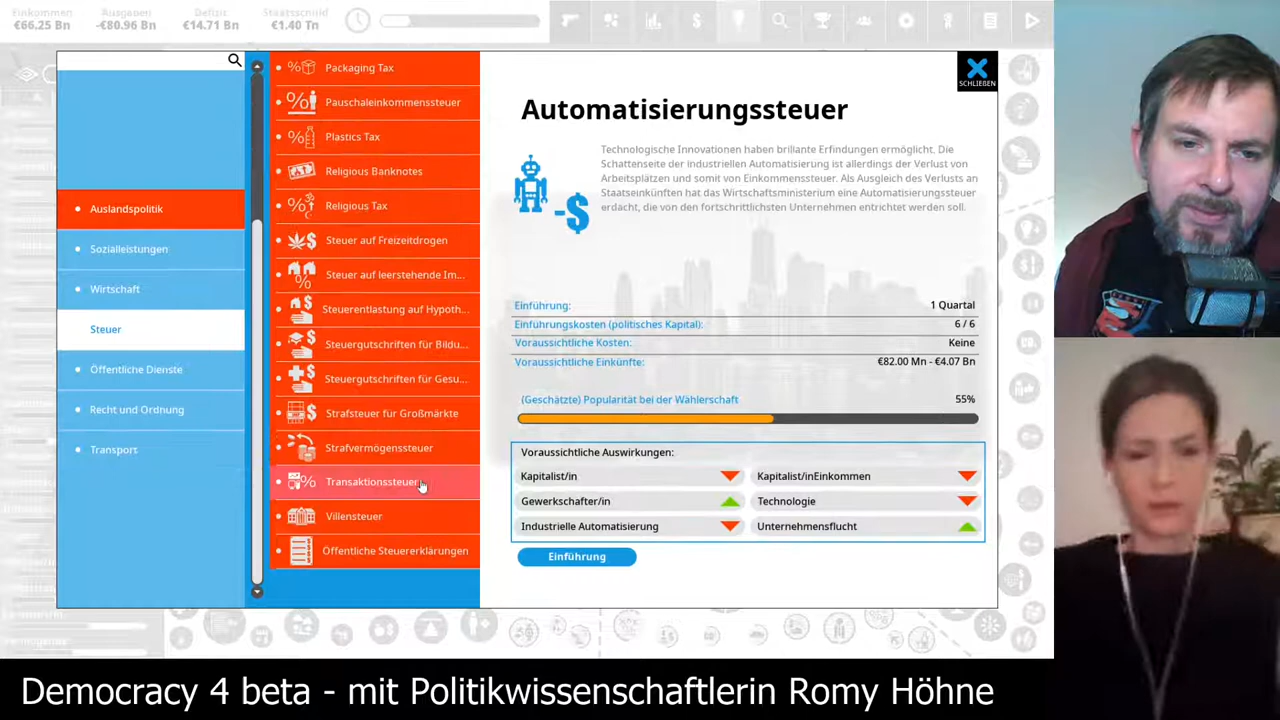 Einkommen
€66.25 Bn
Ausgaben
-€80.96 Bn
Defizit
€14.71 Bn
Staatsschuld
€1.40 Tn
SCHLIEẞEN
Auslandspolitik
Sozialleistungen
Wirtschaft
Steuer
Öffentliche Dienste
Recht und Ordnung
Transport
Packaging Tax
Pauschaleinkommenssteuer
Plastics Tax
Religious Banknotes
Religious Tax
Steuer auf Freizeitdrogen
Steuer auf leerstehende Im...
Steuerentlastung auf Hypoth...
Steuergutschriften für Bildu...
Steuergutschriften für Gesu...
Strafsteuer für Großmärkte
Strafvermögenssteuer
Transaktionssteuer
Villensteuer
Öffentliche Steuererklärungen
Automatisierungssteuer
Technologische Innovationen haben brillante Erfindungen ermöglicht. Die
Schattenseite der industriellen Automatisierung ist allerdings der Verlust von
Arbeitsplätzen und somit von Einkommenssteuer. Als Ausgleich des Verlusts an
Staatseinkünften hat das Wirtschaftsministerium eine Automatisierungssteuer
erdacht, die von den fortschrittlichsten Unternehmen entrichtet werden soll.
Einführung: 1 Quartal
Einführungskosten (politisches Kapital): 6 / 6
Voraussichtliche Kosten: Keine
Voraussichtliche Einkünfte: €82.00 Mn - €4.07 Bn
(Geschätzte) Popularität bei der Wählerschaft 55%
Voraussichtliche Auswirkungen:
Kapitalist/in Kapitalist/inEinkommen
Gewerkschafter/in Technologie
Industrielle Automatisierung Unternehmensflucht
Einführung
Democracy 4 beta - mit Politikwissenschaftlerin Romy Höhne